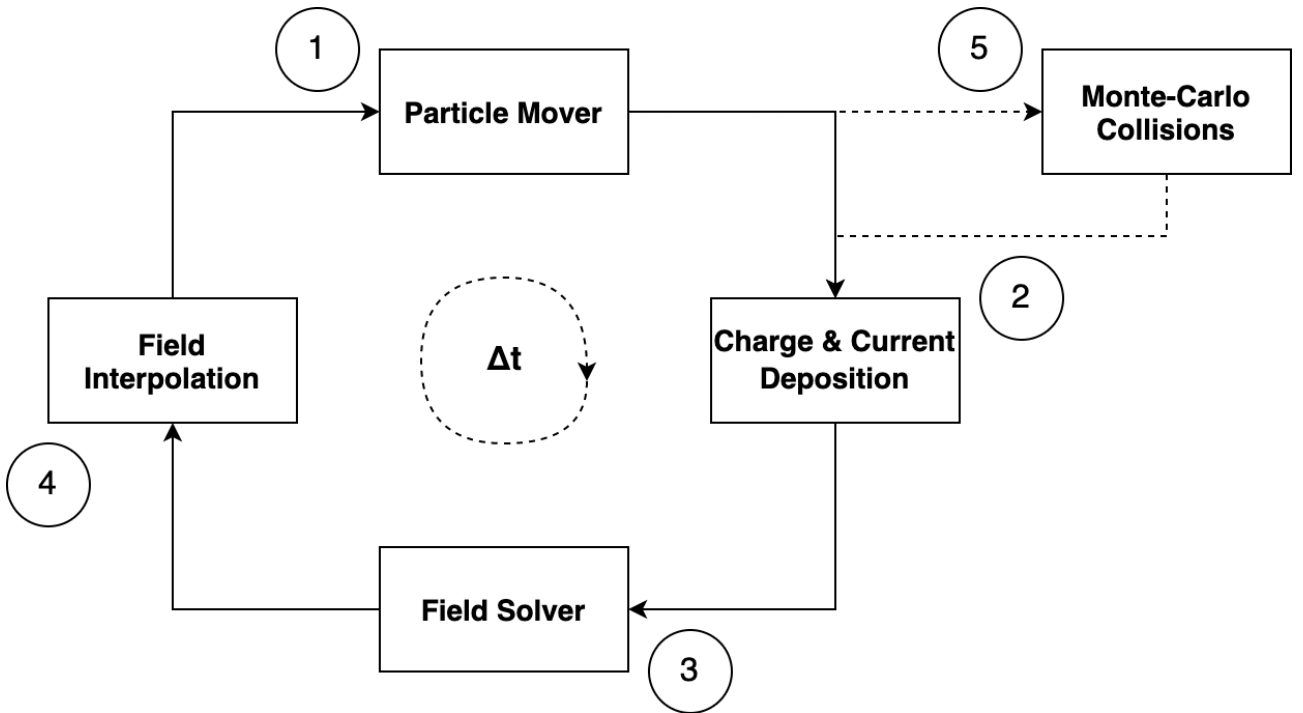 1
Particle Mover
5
Monte-Carlo
Collisions
2
Charge & Current
Deposition
Δt
Field
Interpolation
4
Field Solver
3